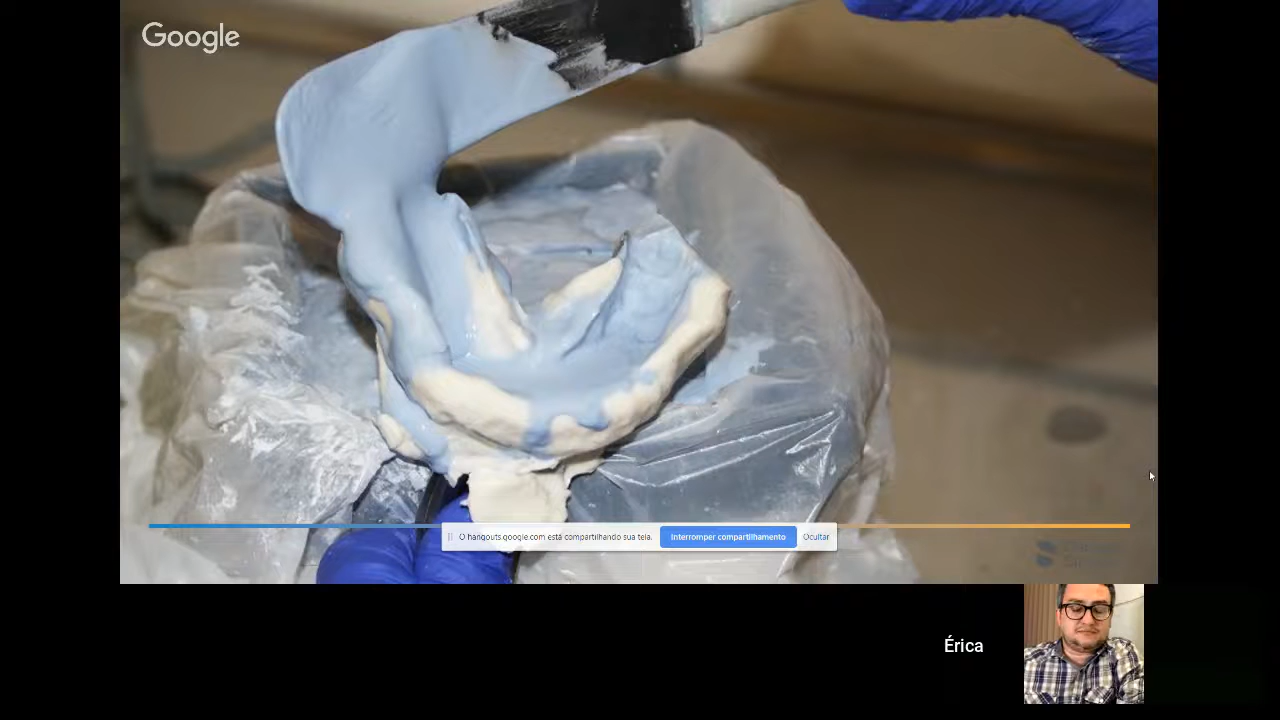 Google
O hangouts.google.com está compartilhando sua tela.
Interromper compartilhamento
Ocultar
Érica